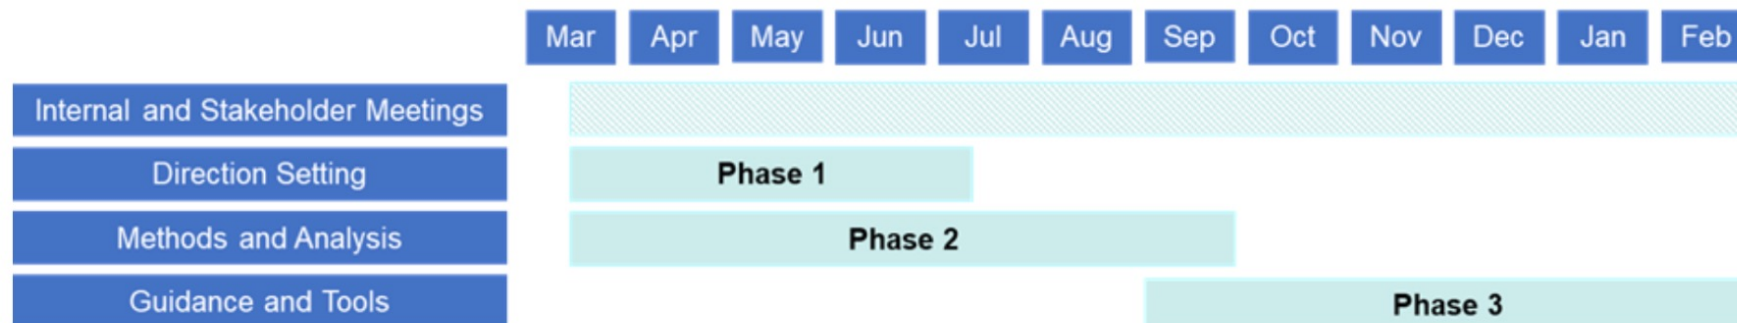 Mar Apr May Jun Jul Aug Sep Oct Nov Dec Jan Feb
Internal and Stakeholder Meetings
Direction Setting Phase 1
Methods and Analysis Phase 2
Guidance and Tools Phase 3